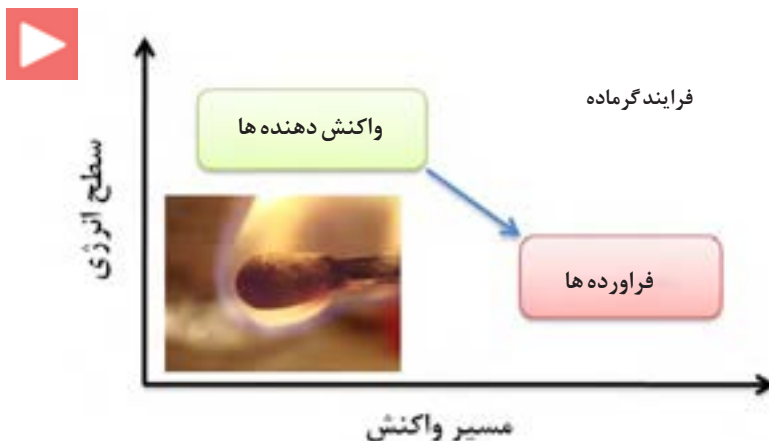 فرایند گرماده
واکنش دهنده ها
سطح انرژی
فراورده ها
مسیر واکنش